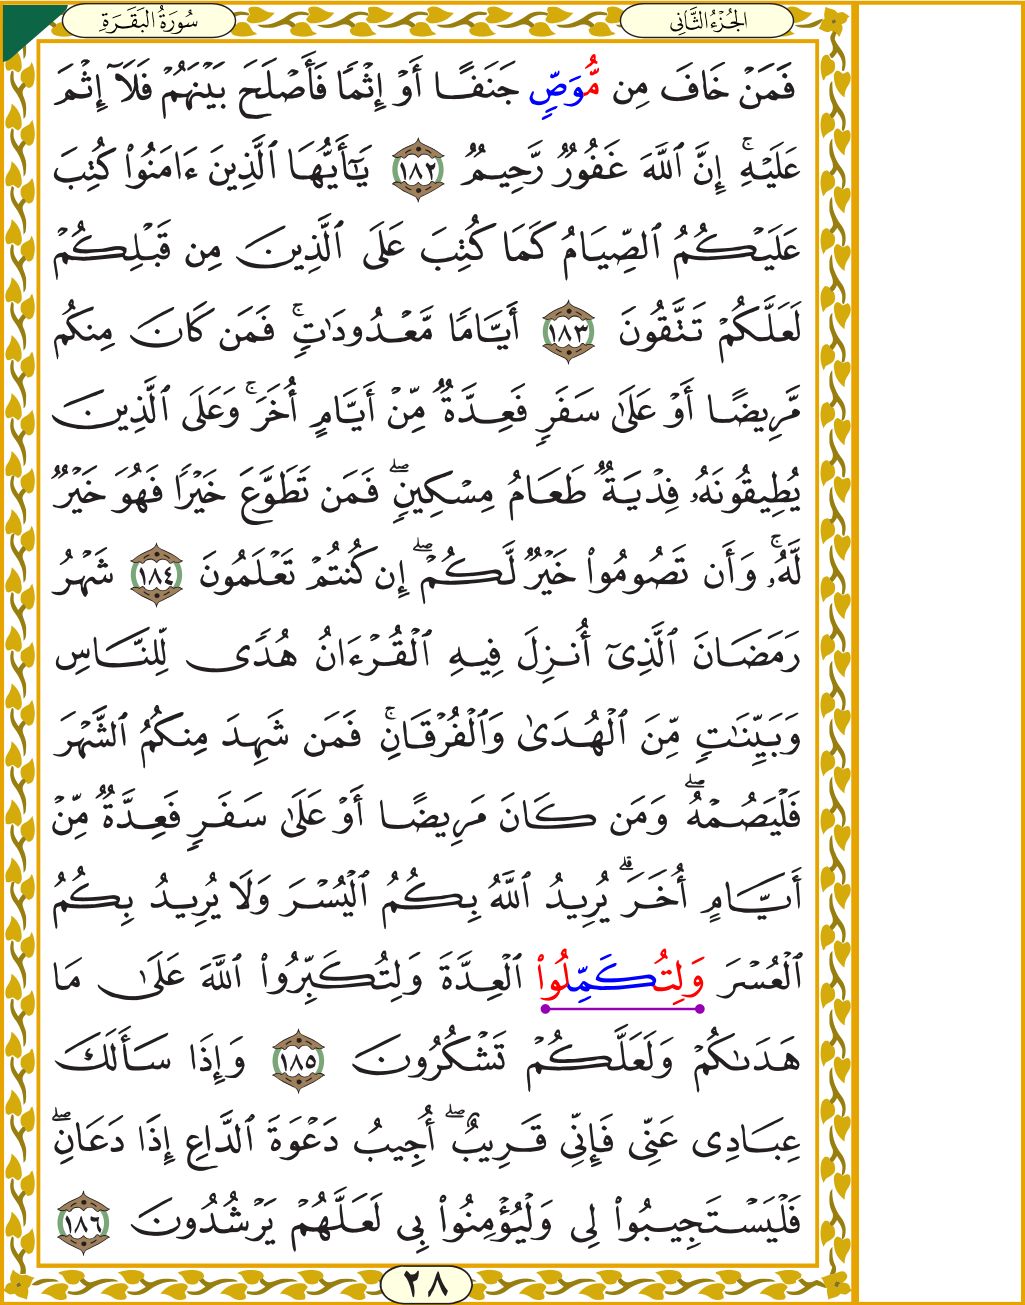 سُورَةُ البَقَرَةِ
الجُزْءُ الثَّانِي
فَمَنۡ خَافَ مِن مُّوَصّٖ جَنَفًا أَوۡ إِثۡمٗا فَأَصۡلَحَ بَيۡنَهُمۡ فَلَآ إِثۡمَ
عَلَيۡهِۚ إِنَّ ٱللَّهَ غَفُورٞ رَّحِيمٞ ١٨٢ يَٰٓأَيُّهَا ٱلَّذِينَ ءَامَنُواْ كُتِبَ
عَلَيۡكُمُ ٱلصِّيَامُ كَمَا كُتِبَ عَلَى ٱلَّذِينَ مِن قَبۡلِكُمۡ
لَعَلَّكُمۡ تَتَّقُونَ ١٨٣ أَيَّامٗا مَّعۡدُودَٰتٖۚ فَمَن كَانَ مِنكُم
مَّرِيضًا أَوۡ عَلَىٰ سَفَرٖ فَعِدَّةٞ مِّنۡ أَيَّامٍ أُخَرَۚ وَعَلَى ٱلَّذِينَ
يُطِيقُونَهُۥ فِدۡيَةٞ طَعَامُ مِسۡكِينٖۖ فَمَن تَطَوَّعَ خَيۡرٗا فَهُوَ خَيۡرٞ
لَّهُۥۚ وَأَن تَصُومُواْ خَيۡرٞ لَّكُمۡۖ إِن كُنتُمۡ تَعۡلَمُونَ ١٨٤ شَهۡرُ
رَمَضَانَ ٱلَّذِيٓ أُنزِلَ فِيهِ ٱلۡقُرۡءَانُ هُدٗى لِّلنَّاسِ
وَبَيِّنَٰتٖ مِّنَ ٱلۡهُدَىٰ وَٱلۡفُرۡقَانِۚ فَمَن شَهِدَ مِنكُمُ ٱلشَّهۡرَ
فَلۡيَصُمۡهُۖ وَمَن كَانَ مَرِيضًا أَوۡ عَلَىٰ سَفَرٖ فَعِدَّةٞ مِّنۡ
أَيَّامٍ أُخَرَۗ يُرِيدُ ٱللَّهُ بِكُمُ ٱلۡيُسۡرَ وَلَا يُرِيدُ بِكُمُ
ٱلۡعُسۡرَ وَلِتُكَمِّلُواْ ٱلۡعِدَّةَ وَلِتُكَبِّرُواْ ٱللَّهَ عَلَىٰ مَا
هَدَىٰكُمۡ وَلَعَلَّكُمۡ تَشۡكُرُونَ ١٨٥ وَإِذَا سَأَلَكَ
عِبَادِي عَنِّي فَإِنِّي قَرِيبٌۖ أُجِيبُ دَعۡوَةَ ٱلدَّاعِ إِذَا دَعَانِۖ
فَلۡيَسۡتَجِيبُواْ لِي وَلۡيُؤۡمِنُواْ بِي لَعَلَّهُمۡ يَرۡشُدُونَ ١٨٦
٢٨